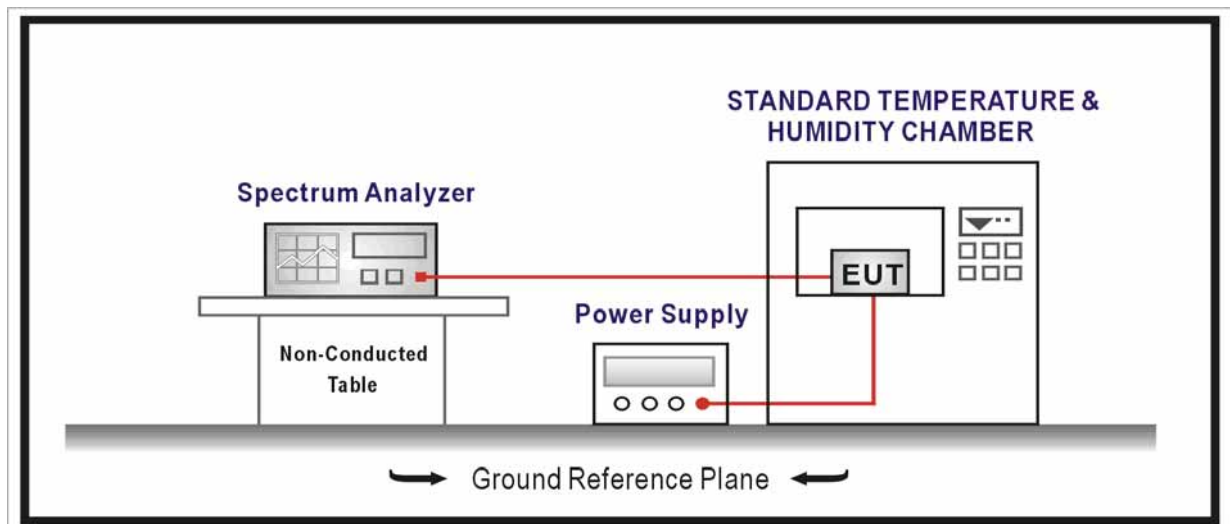 STANDARD TEMPERATURE &
HUMIDITY CHAMBER
Spectrum Analyzer
EUT
Power Supply
Non-Conducted
Table
Ground Reference Plane